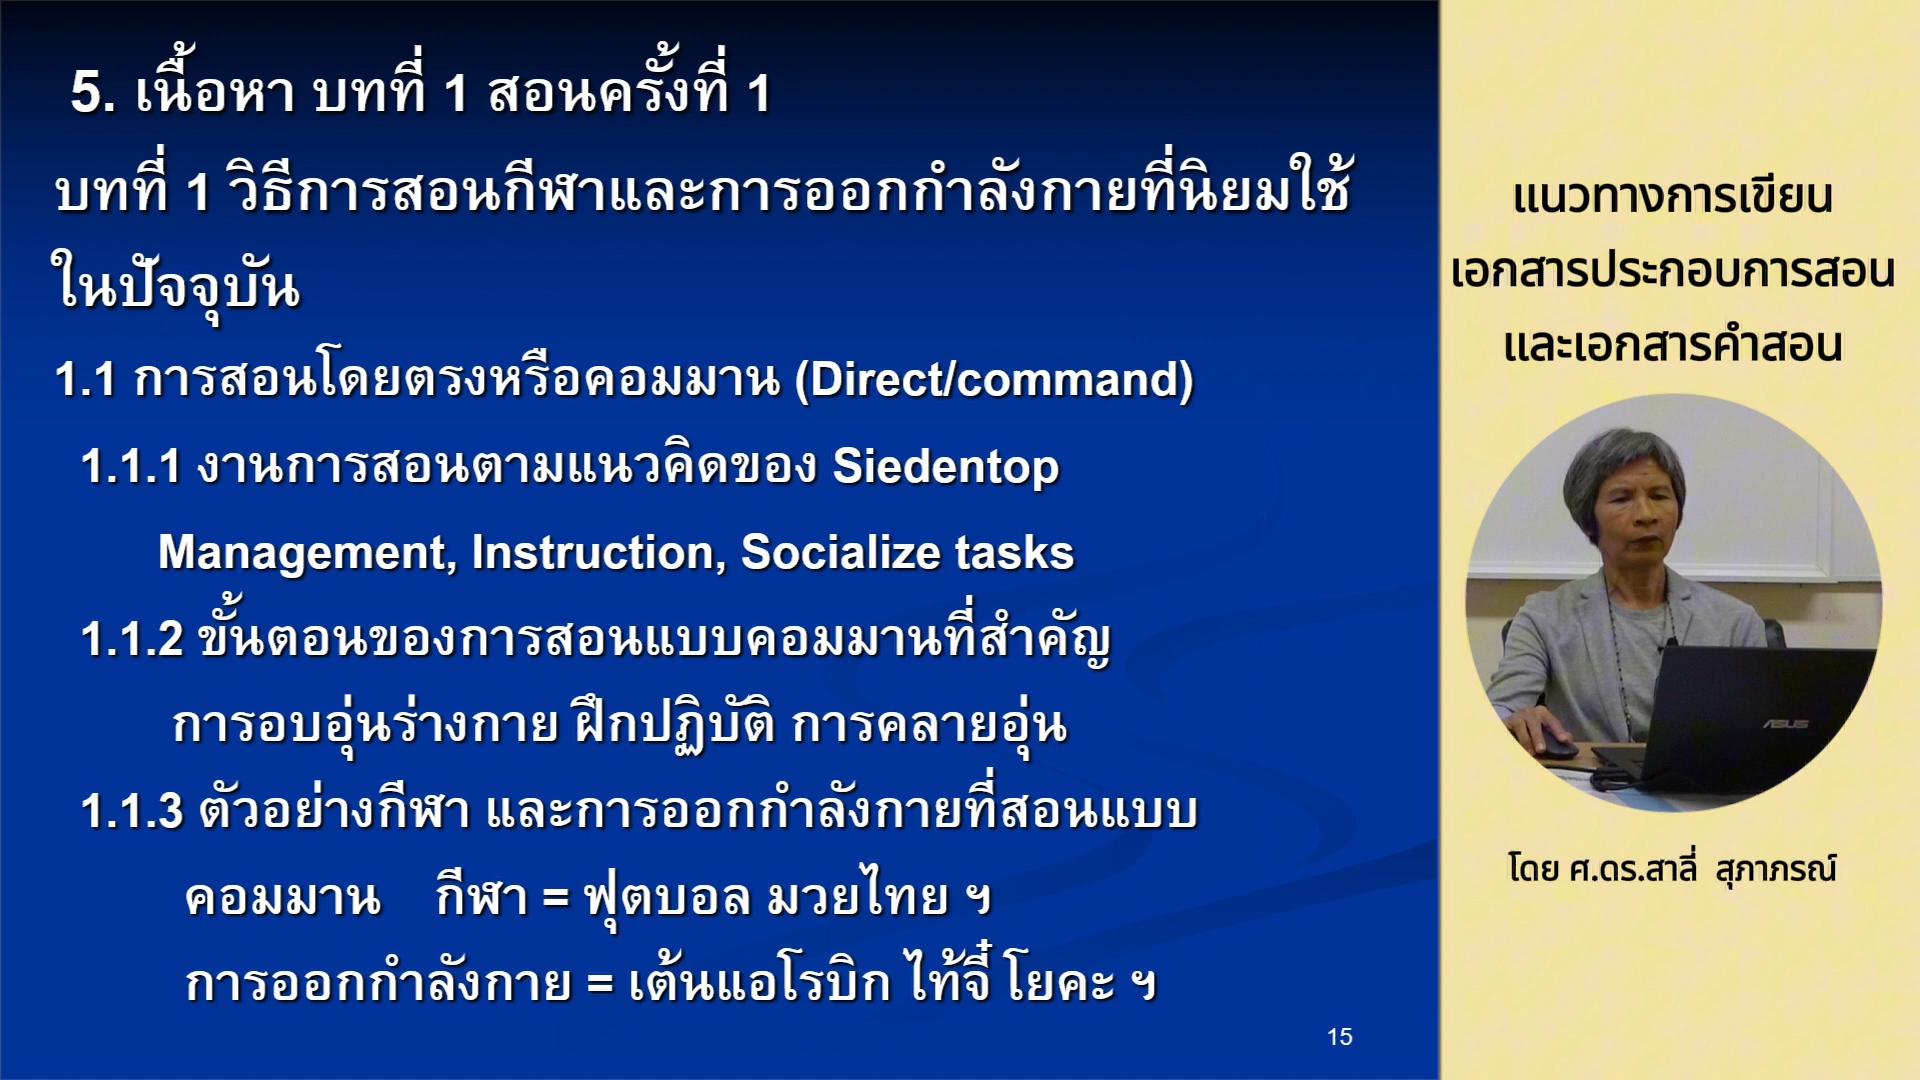 5. เนื้อหา บทที่ 1 สอนครั้งที่ 1
บทที่ 1 วิธีการสอนกีฬาและการออกกำลังกายที่นิยมใช้
ในปัจจุบัน
1.1 การสอนโดยตรงหรือคอมมาน (Direct/command)
1.1.1 งานการสอนตามแนวคิดของ Siedentop
Management, Instruction, Socialize tasks
1.1.2 ขั้นตอนของการสอนแบบคอมมานที่สำคัญ
การอบอุ่นร่างกาย ฝึกปฏิบัติ การคลายอุ่น
1.1.3 ตัวอย่างกีฬา และการออกกำลังกายที่สอนแบบ
คอมมาน กีฬา = ฟุตบอล มวยไทย ฯ
การออกกำลังกาย = เต้นแอโรบิก ไท้จี๋ โยคะ ฯ
15
แนวทางการเขียน
เอกสารประกอบการสอน
และเอกสารคำสอน
ASUS
โดย ศ.ดร.สาลี่ สุภาภรณ์